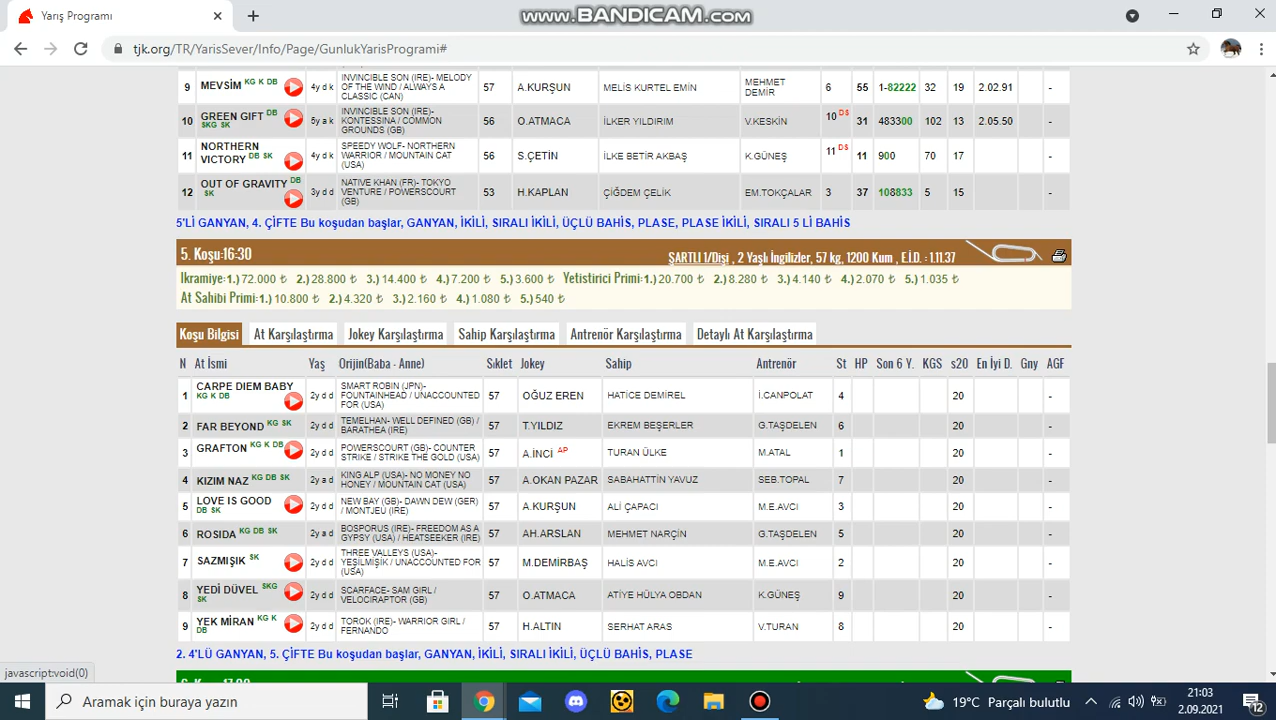 Yarış Programı
www.BANDICAM.com
tjk.org/TR/YarisSever/Info/Page/GunlukYarisProgrami#
9 MEVSİM KG K DB 4y d k INVINCIBLE SON (IRE)- MELODY OF THE WIND / ALWAYS A CLASSIC (CAN) 57 A.KURŞUN MELİS KURTEL EMİN MEHMET DEMİR 6 55 1-82222 32 19 2.02.91 -
10 GREEN GIFT DB SKG SK 5y a k INVINCIBLE SON (IRE)- KONTESSINA / COMMON GROUNDS (GB) 56 O.ATMACA İLKER YILDIRIM V.KESKİN 10 DS 31 483300 102 13 2.05.50 -
11 NORTHERN VICTORY DB SK 4y d k SPEEDY WOLF- NORTHERN WARRIOR / MOUNTAIN CAT (USA) 56 S.ÇETİN İLKE BETİR AKBAŞ K.GÜNEŞ 11 DS 11 900 70 17 -
12 OUT OF GRAVITY DB SK 3y d d NATIVE KHAN (FR)- TOKYO VENTURE / POWERSCOURT (GB) 53 H.KAPLAN ÇİĞDEM ÇELİK EM.TOKÇALAR 3 37 108833 5 15 -
5'Lİ GANYAN, 4. ÇİFTE Bu koşudan başlar, GANYAN, İKİLİ, SIRALI İKİLİ, ÜÇLÜ BAHİS, PLASE, PLASE İKİLİ, SIRALI 5 Lİ BAHİS
5. Koşu:16:30 ŞARTLI 1/Dişi , 2 Yaşlı İngilizler, 57 kg, 1200 Kum , E.İ.D. : 1.11.37
Ikramiye:1.) 72.000 ₺ 2.) 28.800 ₺ 3.) 14.400 ₺ 4.) 7.200 ₺ 5.) 3.600 ₺ Yetistirici Primi:1.) 20.700 ₺ 2.) 8.280 ₺ 3.) 4.140 ₺ 4.) 2.070 ₺ 5.) 1.035 ₺
At Sahibi Primi:1.) 10.800 ₺ 2.) 4.320 ₺ 3.) 2.160 ₺ 4.) 1.080 ₺ 5.) 540 ₺
Koşu Bilgisi At Karşılaştırma Jokey Karşılaştırma Sahip Karşılaştırma Antrenör Karşılaştırma Detaylı At Karşılaştırma
N At İsmi Yaş Orijin(Baba - Anne) Sıklet Jokey Sahip Antrenör St HP Son 6 Y. KGS s20 En İyi D. Gny AGF
1 CARPE DIEM BABY KG K DB 2y d d SMART ROBIN (JPN)- FOUNTAINHEAD / UNACCOUNTED FOR (USA) 57 OĞUZ EREN HATİCE DEMİREL İ.CANPOLAT 4 20 -
2 FAR BEYOND KG SK 2y d d TEMELHAN- WELL DEFINED (GB) / BARATHEA (IRE) 57 T.YILDIZ EKREM BEŞERLER G.TAŞDELEN 6 20 -
3 GRAFTON KG K DB 2y d d POWERSCOURT (GB)- COUNTER STRIKE / STRIKE THE GOLD (USA) 57 A.İNCİ AP TURAN ÜLKE M.ATAL 1 20 -
4 KIZIM NAZ KG DB SK 2y a d KING ALP (USA)- NO MONEY NO HONEY / MOUNTAIN CAT (USA) 57 A.OKAN PAZAR SABAHATTİN YAVUZ SEB.TOPAL 7 20 -
5 LOVE IS GOOD DB SK 2y d d NEW BAY (GB)- DAWN DEW (GER) / MONTJEU (IRE) 57 A.KURŞUN ALİ ÇAPACI M.E.AVCI 3 20 -
6 ROSIDA KG DB SK 2y a d BOSPORUS (IRE)- FREEDOM AS A GYPSY (USA) / HEATSEEKER (IRE) 57 AH.ARSLAN MEHMET NARÇİN G.TAŞDELEN 5 20 -
7 SAZMIŞIK SK 2y d d THREE VALLEYS (USA)- YEŞİLMIŞIK / UNACCOUNTED FOR (USA) 57 M.DEMİRBAŞ HALİS AVCI M.E.AVCI 2 20 -
8 YEDİ DÜVEL SKG SK 2y d d SCARFACE- SAM GIRL / VELOCIRAPTOR (GB) 57 O.ATMACA ATİYE HÜLYA OBDAN K.GÜNEŞ 9 20 -
9 YEK MİRAN KG K DB 2y d d TOROK (IRE)- WARRIOR GIRL / FERNANDO 57 H.ALTIN SERHAT ARAS V.TURAN 8 20 -
2. 4'LÜ GANYAN, 5. ÇİFTE Bu koşudan başlar, GANYAN, İKİLİ, SIRALI İKİLİ, ÜÇLÜ BAHİS, PLASE
javascript:void(0)
Aramak için buraya yazın
19°C Parçalı bulutlu
21:03
2.09.2021
12